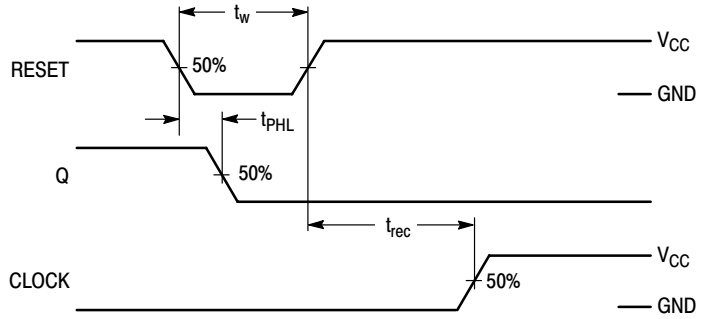 t_w
V_CC
RESET
50%
GND
t_PHL
Q
50%
t_rec
V_CC
CLOCK
50%
GND